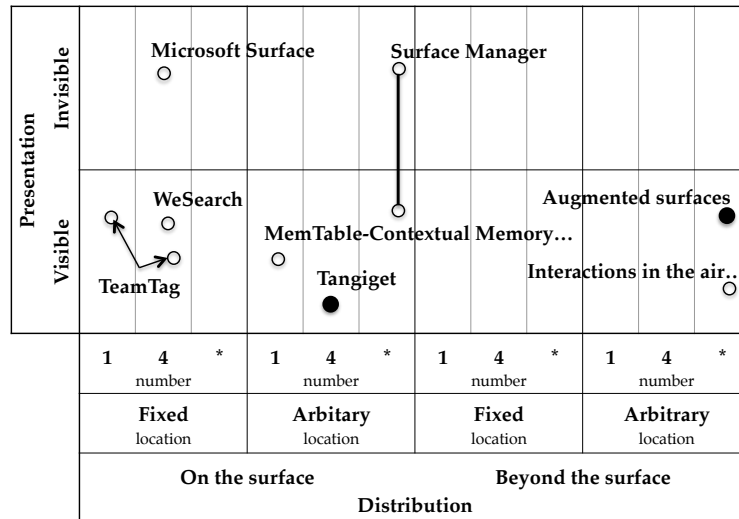 Presentation
Invisible
Visible
Microsoft Surface
Surface Manager
WeSearch
Augmented surfaces
MemTable-Contextual Memory…
Tangiget
Interactions in the air…
TeamTag
1 4 * 1 4 * 1 4 * 1 4 *
number number number number
Fixed Arbitary Fixed Arbitrary
location location location location
On the surface Beyond the surface
Distribution